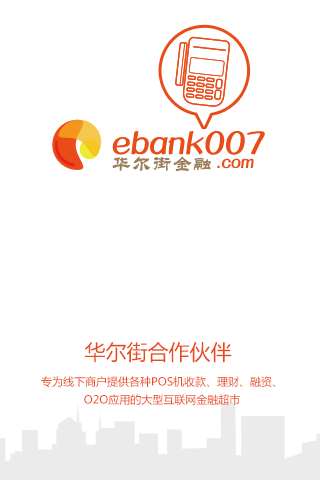 ebank007
华尔街金融.com
华尔街合作伙伴
专为线下商户提供各种POS机收款、理财、融资、
O2O应用的大型互联网金融超市